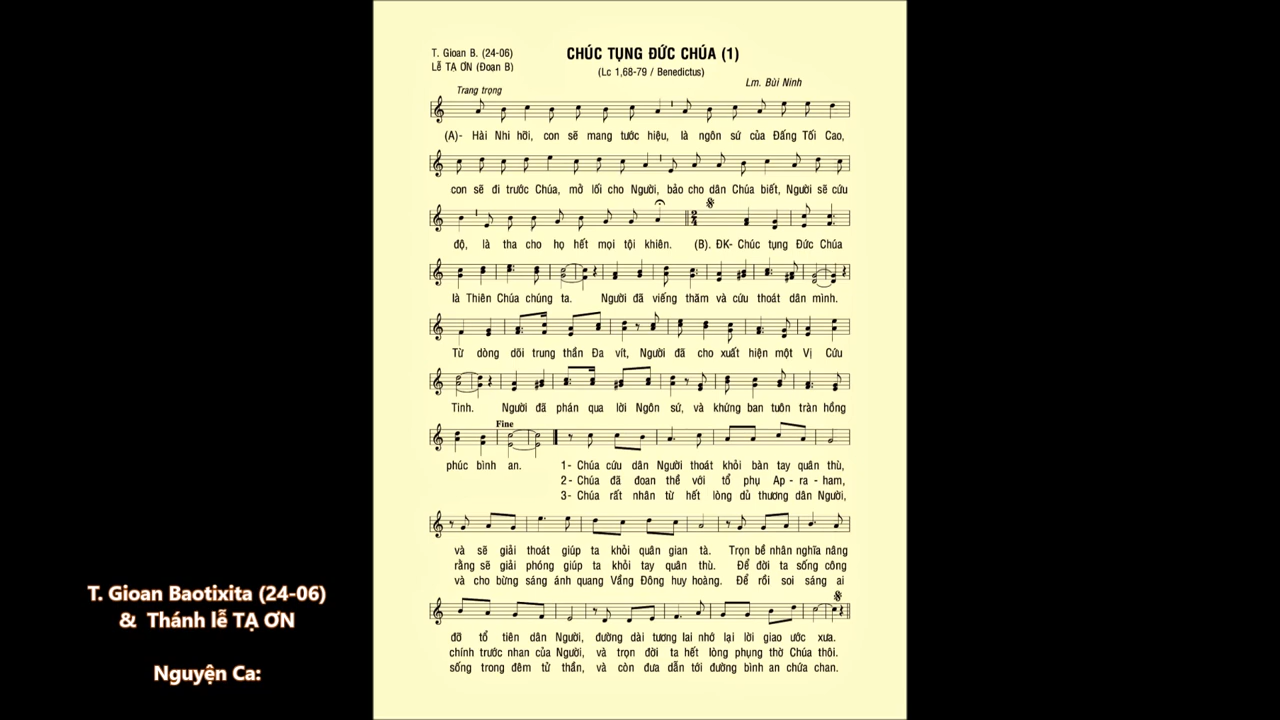 T. Gioan B. (24-06)
LỄ TẠ ƠN (Đoạn B)
CHÚC TỤNG ĐỨC CHÚA (1)
(Lc 1,68-79 / Benedictus)
Lm. Bùi Ninh
Trang trọng
(A)- Hài Nhi hỡi, con sẽ mang tước hiệu, là ngôn sứ của Đấng Tối Cao,
con sẽ đi trước Chúa, mở lối cho Người, bảo cho dân Chúa biết, Người sẽ cứu
độ, là tha cho họ hết mọi tội khiên. (B). ĐK- Chúc tụng Đức Chúa
là Thiên Chúa chúng ta. Người đã viếng thăm và cứu thoát dân mình.
Từ dòng dõi trung thần Đa vít, Người đã cho xuất hiện một Vị Cứu
Tinh. Người đã phán qua lời Ngôn sứ, và khứng ban tuôn tràn hồng
Fine
phúc bình an. 1- Chúa cứu dân Người thoát khỏi bàn tay quân thù,
2- Chúa đã đoan thề với tổ phụ Ap - ra - ham,
3- Chúa rất nhân từ hết lòng dủ thương dân Người,
và sẽ giải thoát giúp ta khỏi quân gian tà. Trọn bề nhân nghĩa nâng
rằng sẽ giải phóng giúp ta khỏi tay quân thù. Để đời ta sống công
và cho bừng sáng ánh quang Vầng Đông huy hoàng. Để rồi soi sáng ai
đỡ tổ tiên dân Người, đường dài tương lai nhớ lại lời giao ước xưa.
chính trước nhan của Người, và trọn đời ta hết lòng phụng thờ Chúa thôi.
sống trong đêm tử thần, và còn đưa dẫn tới đường bình an chứa chan.
T. Gioan Baotixita (24-06)
& Thánh lễ TẠ ƠN
Nguyện Ca: